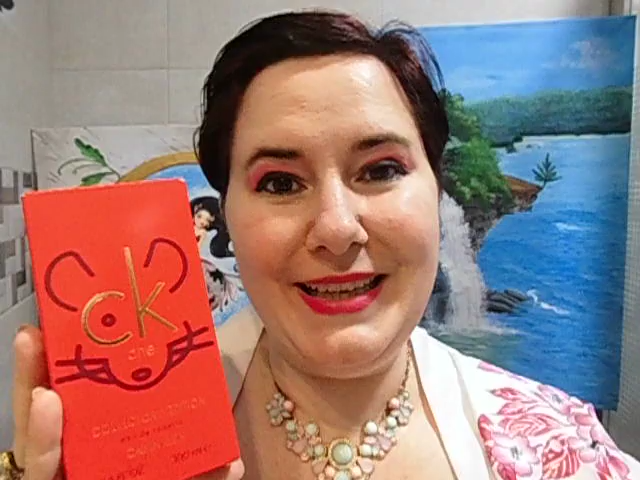 ck
one
COLLECTOR'S EDITION
eau de toilette
CALVIN KLEIN